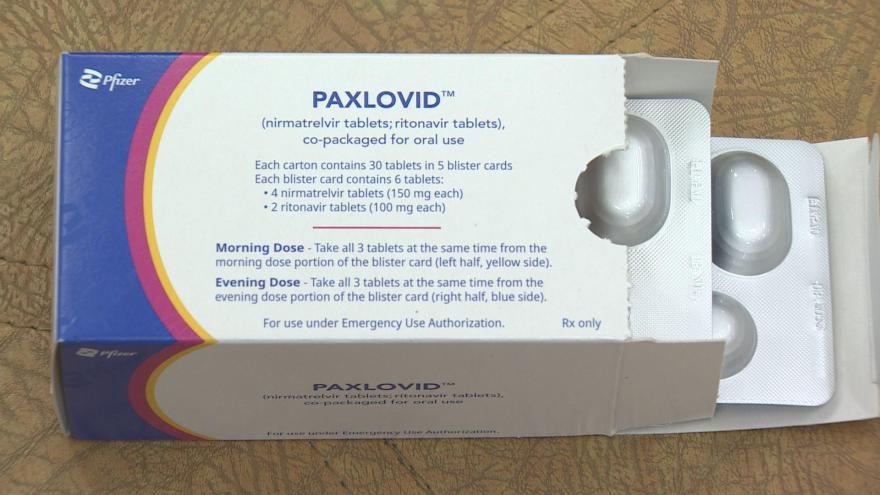 Pfizer
PAXLOVID™
(nirmatrelvir tablets; ritonavir tablets),
co-packaged for oral use
Each carton contains 30 tablets in 5 blister cards
Each blister card contains 6 tablets:
• 4 nirmatrelvir tablets (150 mg each)
• 2 ritonavir tablets (100 mg each)
Morning Dose - Take all 3 tablets at the same time from the
morning dose portion of the blister card (left half, yellow side).
Evening Dose - Take all 3 tablets at the same time from the
evening dose portion of the blister card (right half, blue side).
For use under Emergency Use Authorization. Rx only
Pfizer
PAXLOVID™
(nirmatrelvir tablets; ritonavir tablets),
co-packaged for oral use
For use under Emergency Use Authorization.